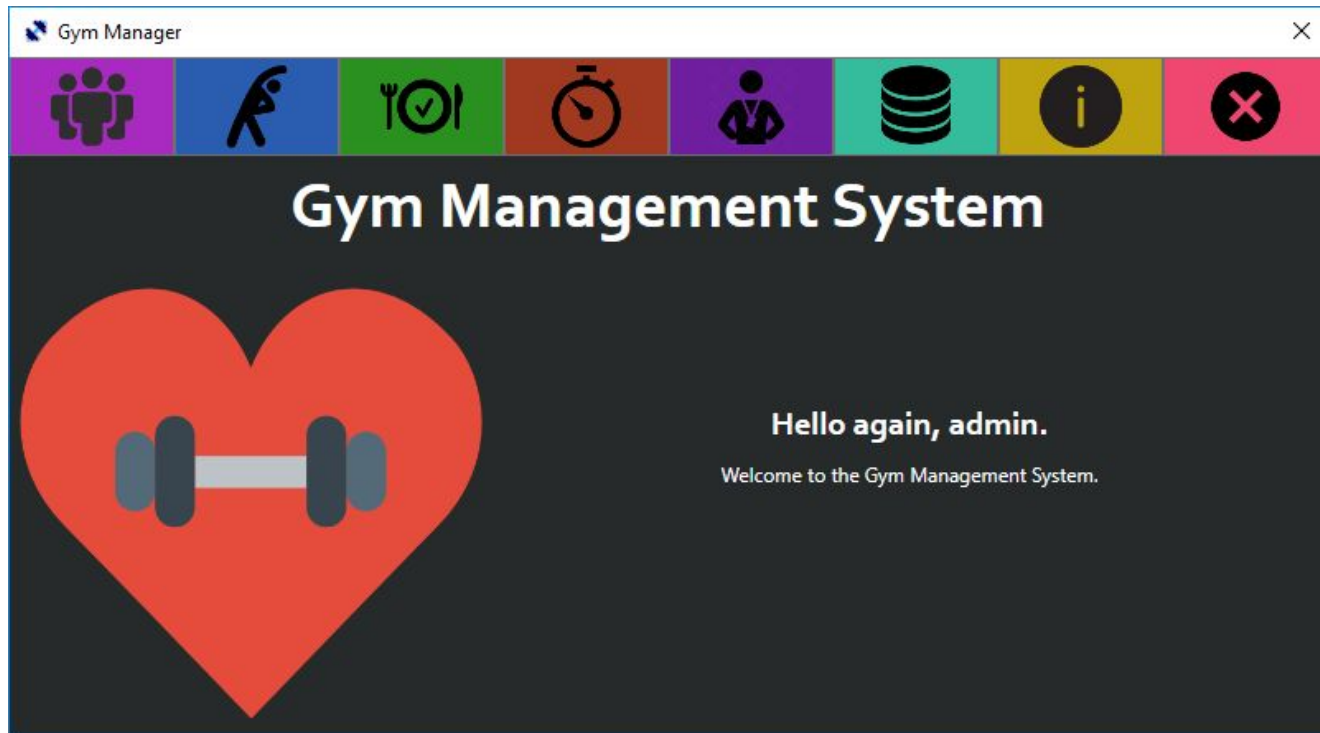 Gym Manager
Gym Management System
Hello again, admin.
Welcome to the Gym Management System.